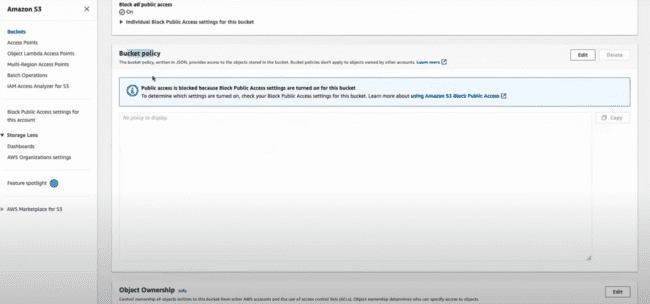 Amazon S3
Buckets
Access Points
Object Lambda Access Points
Multi-Region Access Points
Batch Operations
IAM Access Analyzer for S3
Block Public Access settings for
this account
Storage Lens
Dashboards
AWS Organizations settings
Feature spotlight
AWS Marketplace for S3
Block all public access
On
Individual Block Public Access settings for this bucket
Bucket policy
Edit
Delete
The bucket policy, written in JSON, provides access to the objects stored in the bucket. Bucket policies don't apply to objects owned by other accounts. Learn more
Public access is blocked because Block Public Access settings are turned on for this bucket
To determine which settings are turned on, check your Block Public Access settings for this bucket. Learn more about using Amazon S3 Block Public Access
No policy to display.
Copy
Object Ownership Info
Edit
Control ownership of objects written to this bucket from other AWS accounts and the use of access control lists (ACLs). Object ownership determines who can specify access to objects.